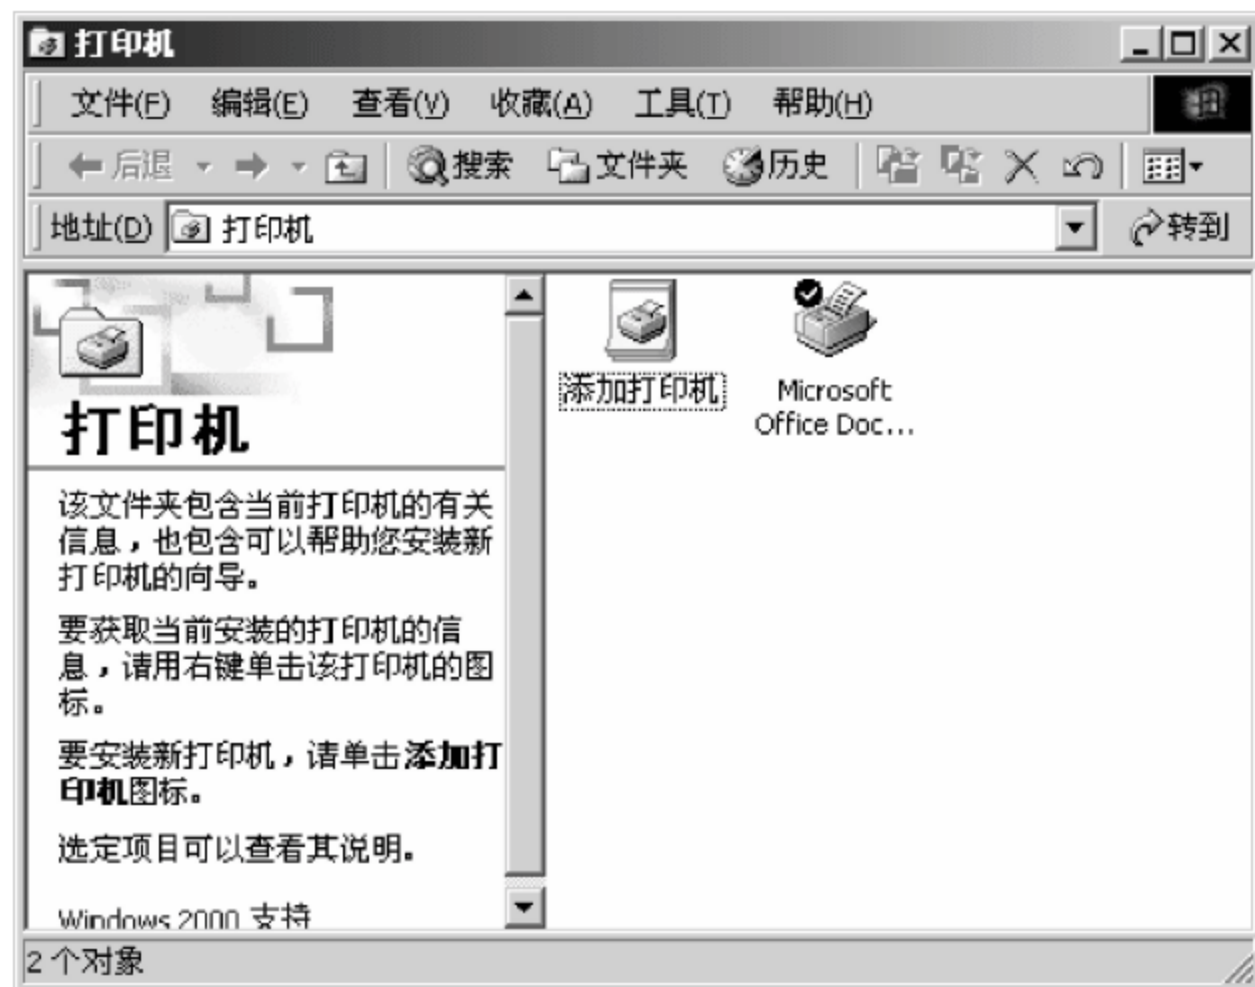 打印机
文件(F) 编辑(E) 查看(V) 收藏(A) 工具(T) 帮助(H)
后退 搜索 文件夹 历史
地址(D) 打印机 转到
打印机
该文件夹包含当前打印机的有关
信息，也包含可以帮助您安装新
打印机的向导。
要获取当前安装的打印机的信
息，请用右键单击该打印机的图
标。
要安装新打印机，请单击添加打
印机图标。
选定项目可以查看其说明。
Windows 2000 支持
添加打印机
Microsoft
Office Doc...
2 个对象